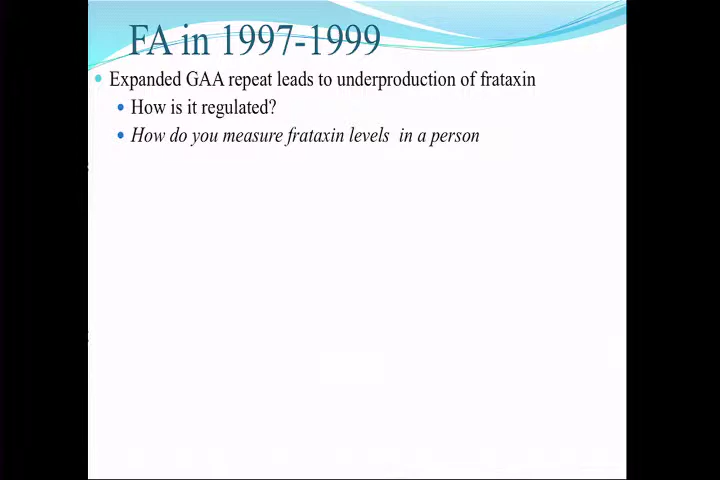 FA in 1997-1999
Expanded GAA repeat leads to underproduction of frataxin
How is it regulated?
How do you measure frataxin levels in a person